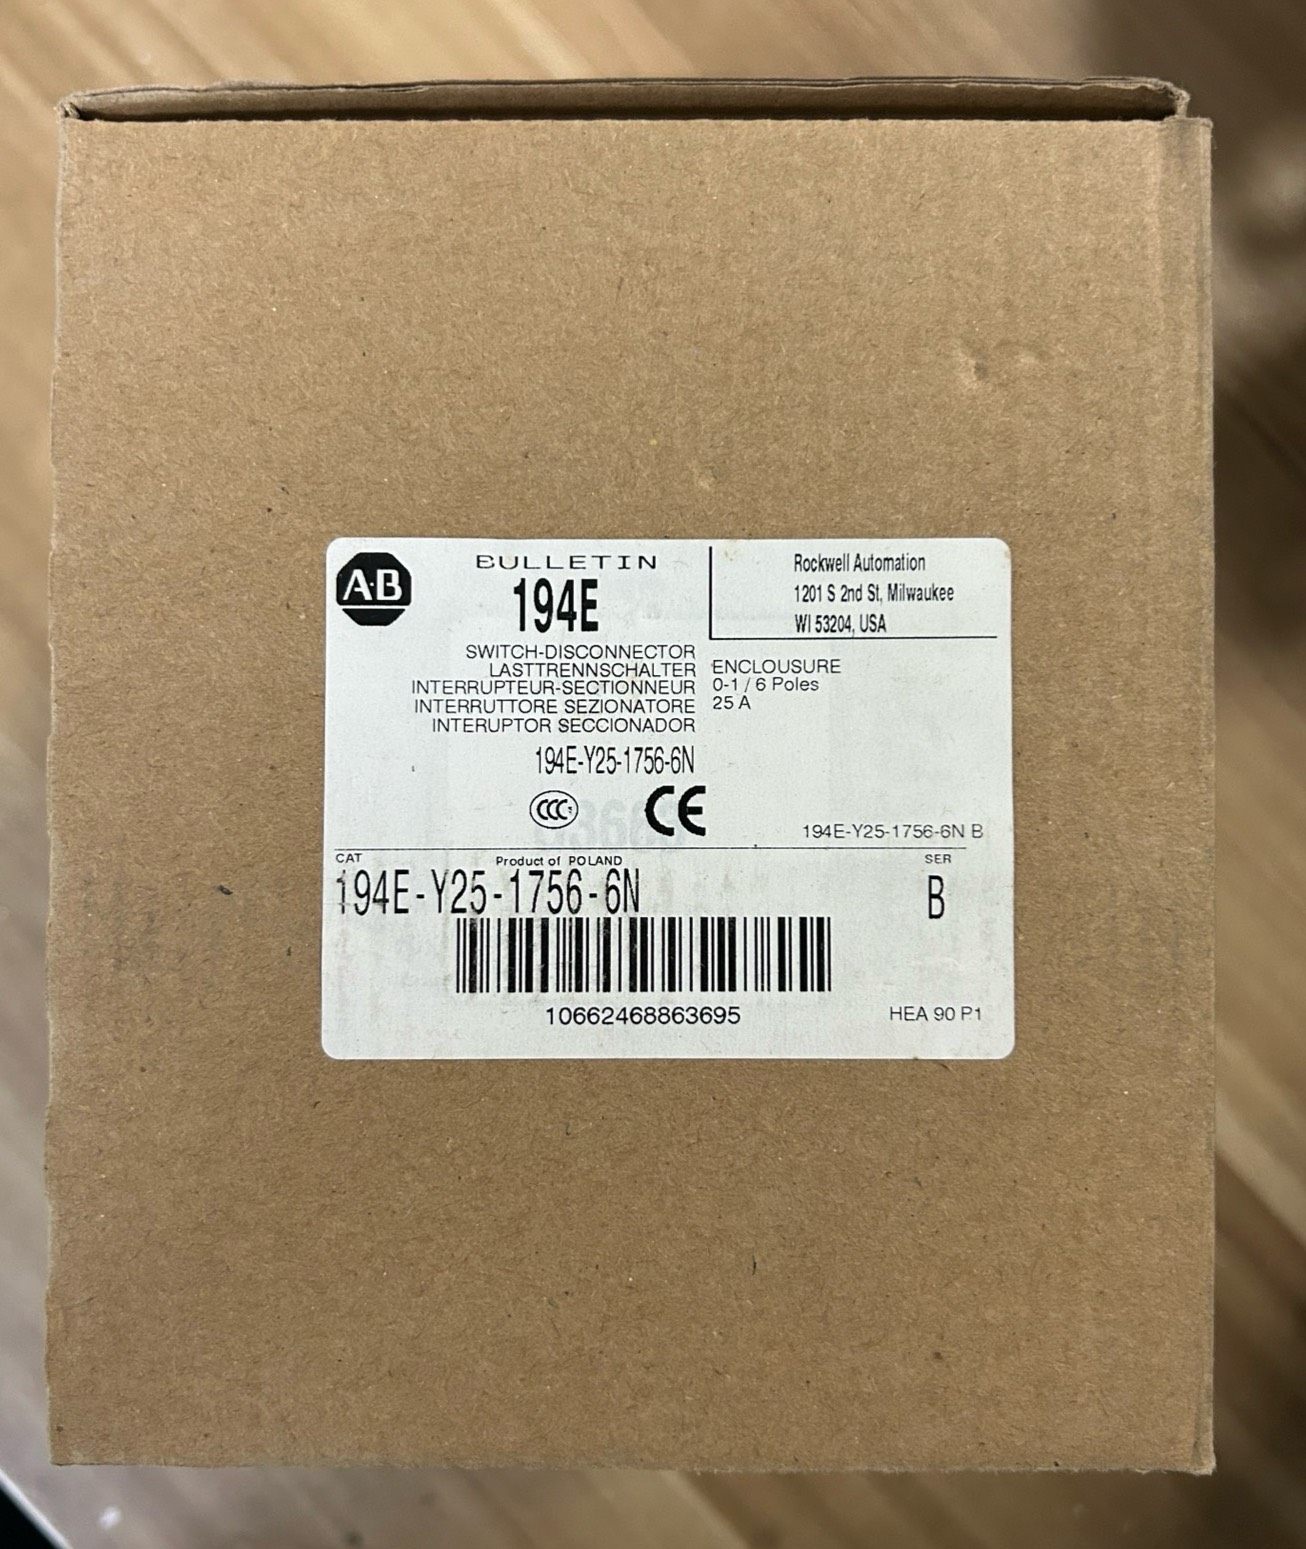 A·B
BULLETIN
194E
Rockwell Automation
1201 S 2nd St, Milwaukee
WI 53204, USA
SWITCH-DISCONNECTOR
LASTTRENNSCHALTER
INTERRUPTEUR-SECTIONNEUR
INTERRUTTORE SEZIONATORE
INTERUPTOR SECCIONADOR
ENCLOUSURE
0-1 / 6 Poles
25 A
194E-Y25-1756-6N
CCC
CE
194E-Y25-1756-6N B
CAT
Product of POLAND
SER
194E-Y25-1756-6N
B
10662468863695
HEA 90 P1